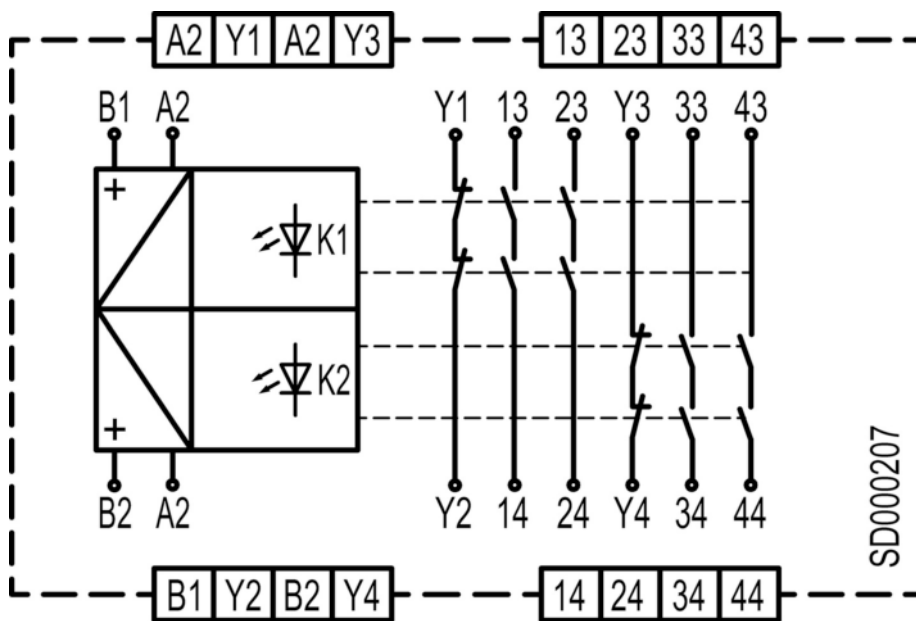 A2 Y1 A2 Y3 13 23 33 43
B1 A2 Y1 13 23 Y3 33 43
+
K1
K2
+
B2 A2 Y2 14 24 Y4 34 44
SD000207
B1 Y2 B2 Y4 14 24 34 44